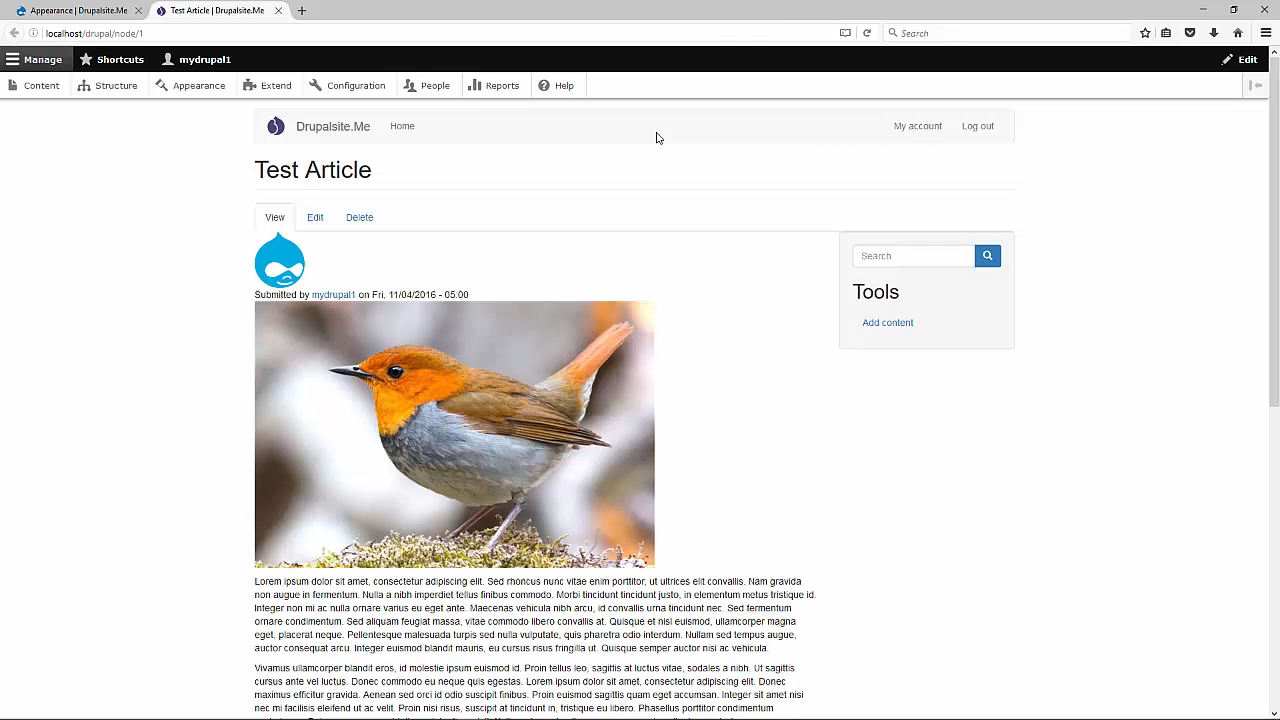 Appearance | Drupalsite.Me
Test Article | Drupalsite.Me
localhost/drupal/node/1
Search
Manage
Shortcuts
mydrupal1
Edit
Content
Structure
Appearance
Extend
Configuration
People
Reports
Help
Drupalsite.Me
Home
My account
Log out
Test Article
View
Edit
Delete
Search
Tools
Add content
Submitted by mydrupal1 on Fri, 11/04/2016 - 05:00
Lorem ipsum dolor sit amet, consectetur adipiscing elit. Sed rhoncus nunc vitae enim porttitor, ut ultrices elit convallis. Nam gravida
non augue in fermentum. Nulla a nibh imperdiet tellus finibus commodo. Morbi tincidunt tincidunt justo, in elementum metus tristique id.
Integer non mi ac nulla ornare varius eu eget ante. Maecenas vehicula nibh arcu, id convallis urna tincidunt nec. Sed fermentum
ornare condimentum. Sed aliquam feugiat massa, vitae commodo libero convallis at. Quisque et nisl euismod, ullamcorper magna
eget, placerat neque. Pellentesque malesuada turpis sed nulla vulputate, quis pharetra odio interdum. Nullam sed tempus augue,
auctor consequat arcu. Integer euismod blandit mauris, eu cursus risus fringilla ut. Quisque semper auctor nisi ac vehicula.
Vivamus ullamcorper blandit eros, id molestie ipsum euismod id. Proin tellus leo, sagittis at luctus vitae, sodales a nibh. Ut sagittis
cursus ante vel luctus. Donec commodo eu neque quis egestas. Lorem ipsum dolor sit amet, consectetur adipiscing elit. Donec
maximus efficitur gravida. Aenean sed orci id odio suscipit finibus. Proin euismod sagittis quam eget accumsan. Integer sit amet nisi
nec mi facilisis eleifend ut ac velit. Proin nisi risus, suscipit at tincidunt in, tristique eu libero. Phasellus porttitor condimentum